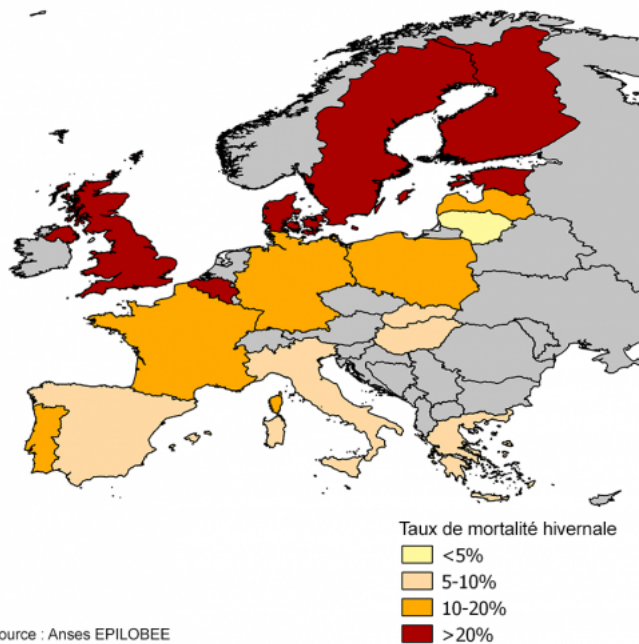 Taux de mortalité hivernale
<5%
5-10%
10-20%
>20%
ource : Anses EPILOBEE